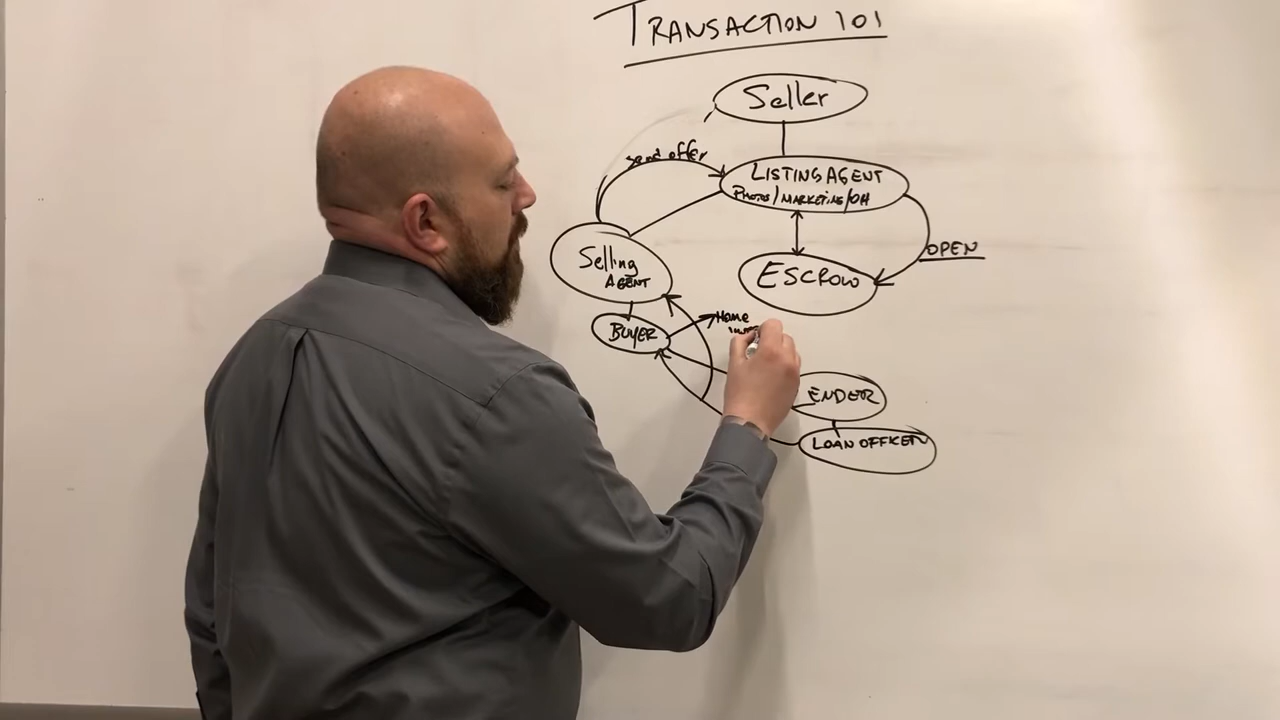 TRANSACTION 101
Seller
send offer
LISTING AGENT
PHOTOS/MARKETING/OH
OPEN
Selling
AGENT
ESCROW
Home
BUYER
ENDER
LOAN OFFICER